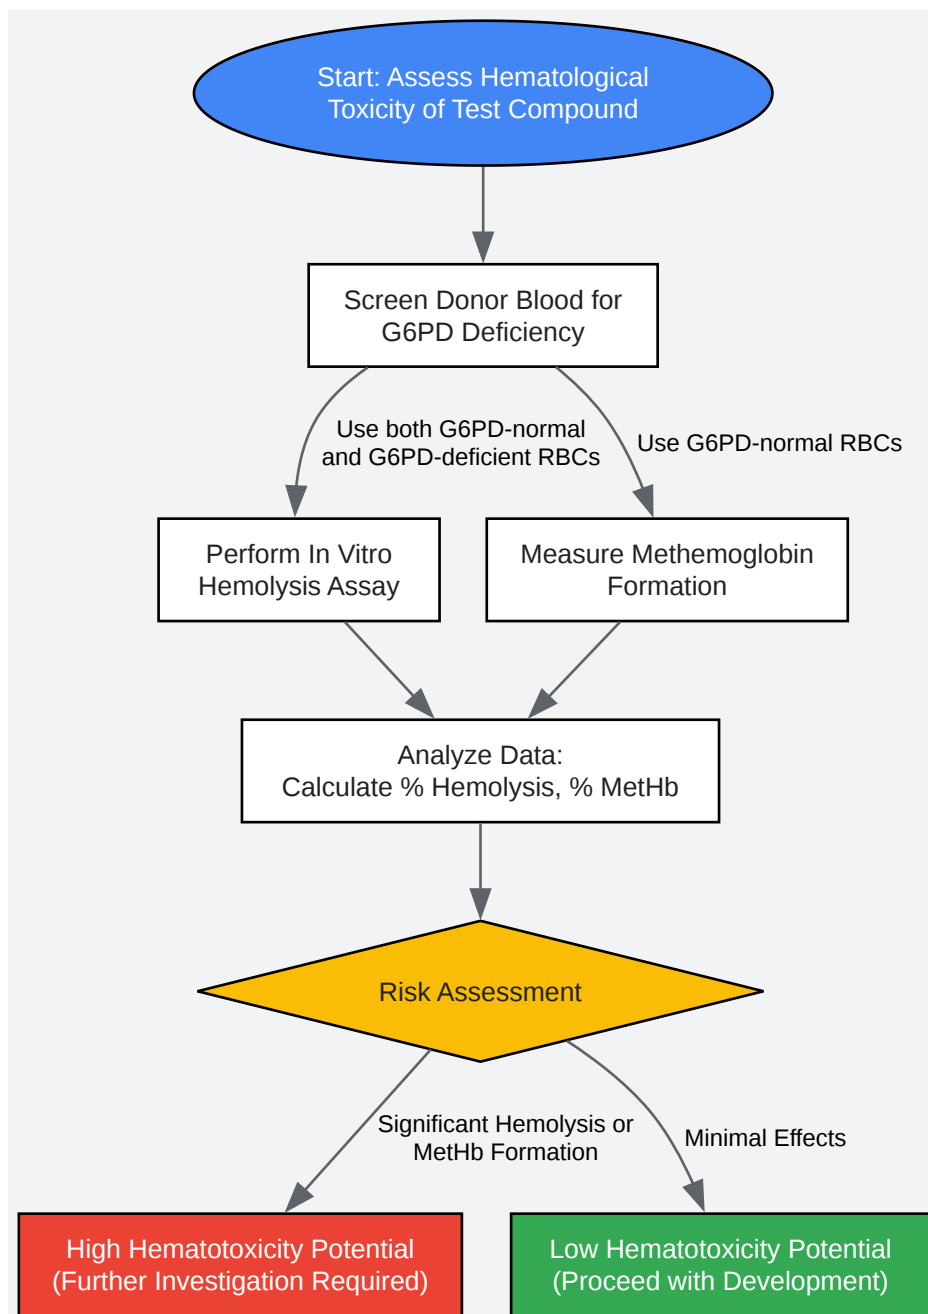 Start: Assess Hematological
Toxicity of Test Compound
Screen Donor Blood for
G6PD Deficiency
Use both G6PD-normal
and G6PD-deficient RBCs
Use G6PD-normal RBCs
Perform In Vitro
Hemolysis Assay
Measure Methemoglobin
Formation
Analyze Data:
Calculate % Hemolysis, % MetHb
Risk Assessment
Significant Hemolysis or
MetHb Formation
Minimal Effects
High Hematotoxicity Potential
(Further Investigation Required)
Low Hematotoxicity Potential
(Proceed with Development)